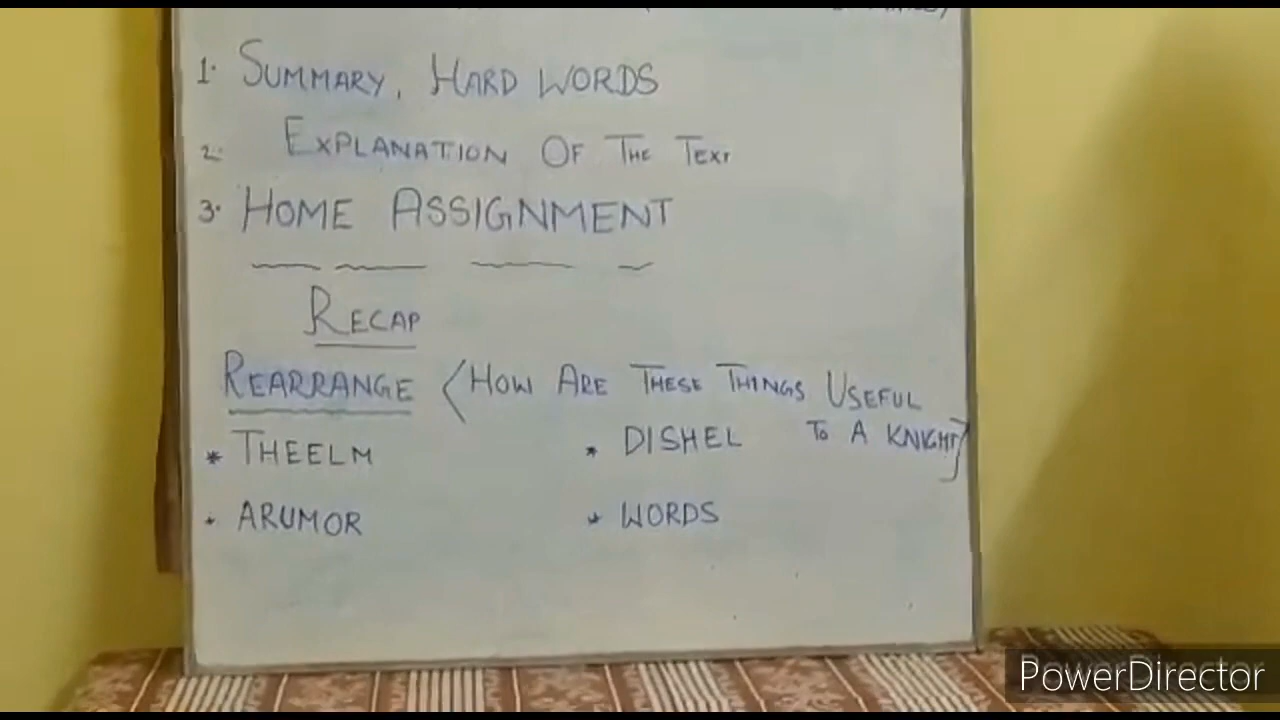 1. SUMMARY, HARD WORDS
2. EXPLANATION OF THE TEXT
3. HOME ASSIGNMENT
RECAP
REARRANGE (HOW ARE THESE THINGS USEFUL
TO A KNIGHT)
* THEELM * DISHEL
* ARUMOR * WORDS
PowerDirector